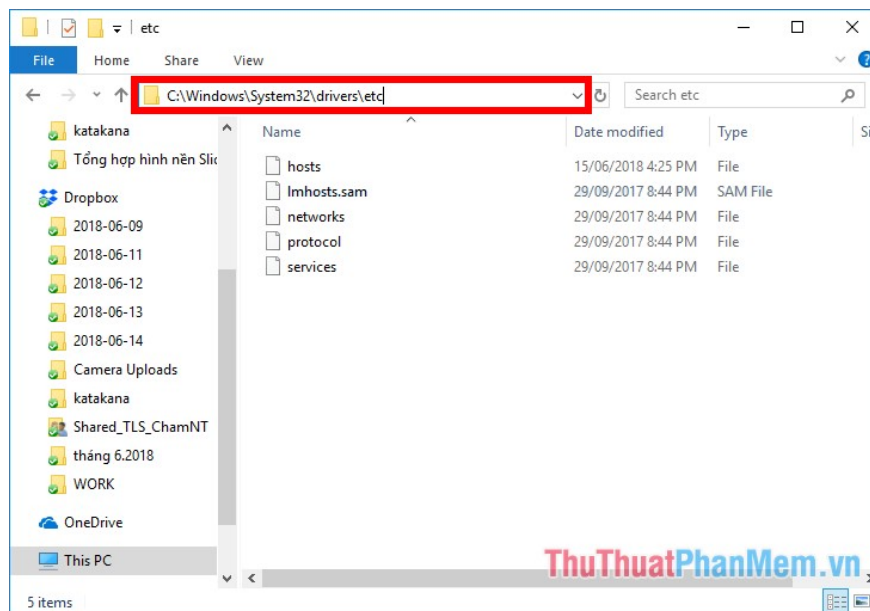 etc
File Home Share View
C:\Windows\System32\drivers\etc
Search etc
Name Date modified Type
katakana
Tổng hợp hình nền Slid
Dropbox
2018-06-09
2018-06-11
2018-06-12
2018-06-13
2018-06-14
Camera Uploads
katakana
Shared_TLS_ChamNT
tháng 6.2018
WORK
OneDrive
This PC
hosts 15/06/2018 4:25 PM File
lmhosts.sam 29/09/2017 8:44 PM SAM File
networks 29/09/2017 8:44 PM File
protocol 29/09/2017 8:44 PM File
services 29/09/2017 8:44 PM File
ThuThuatPhanMem.vn
5 items